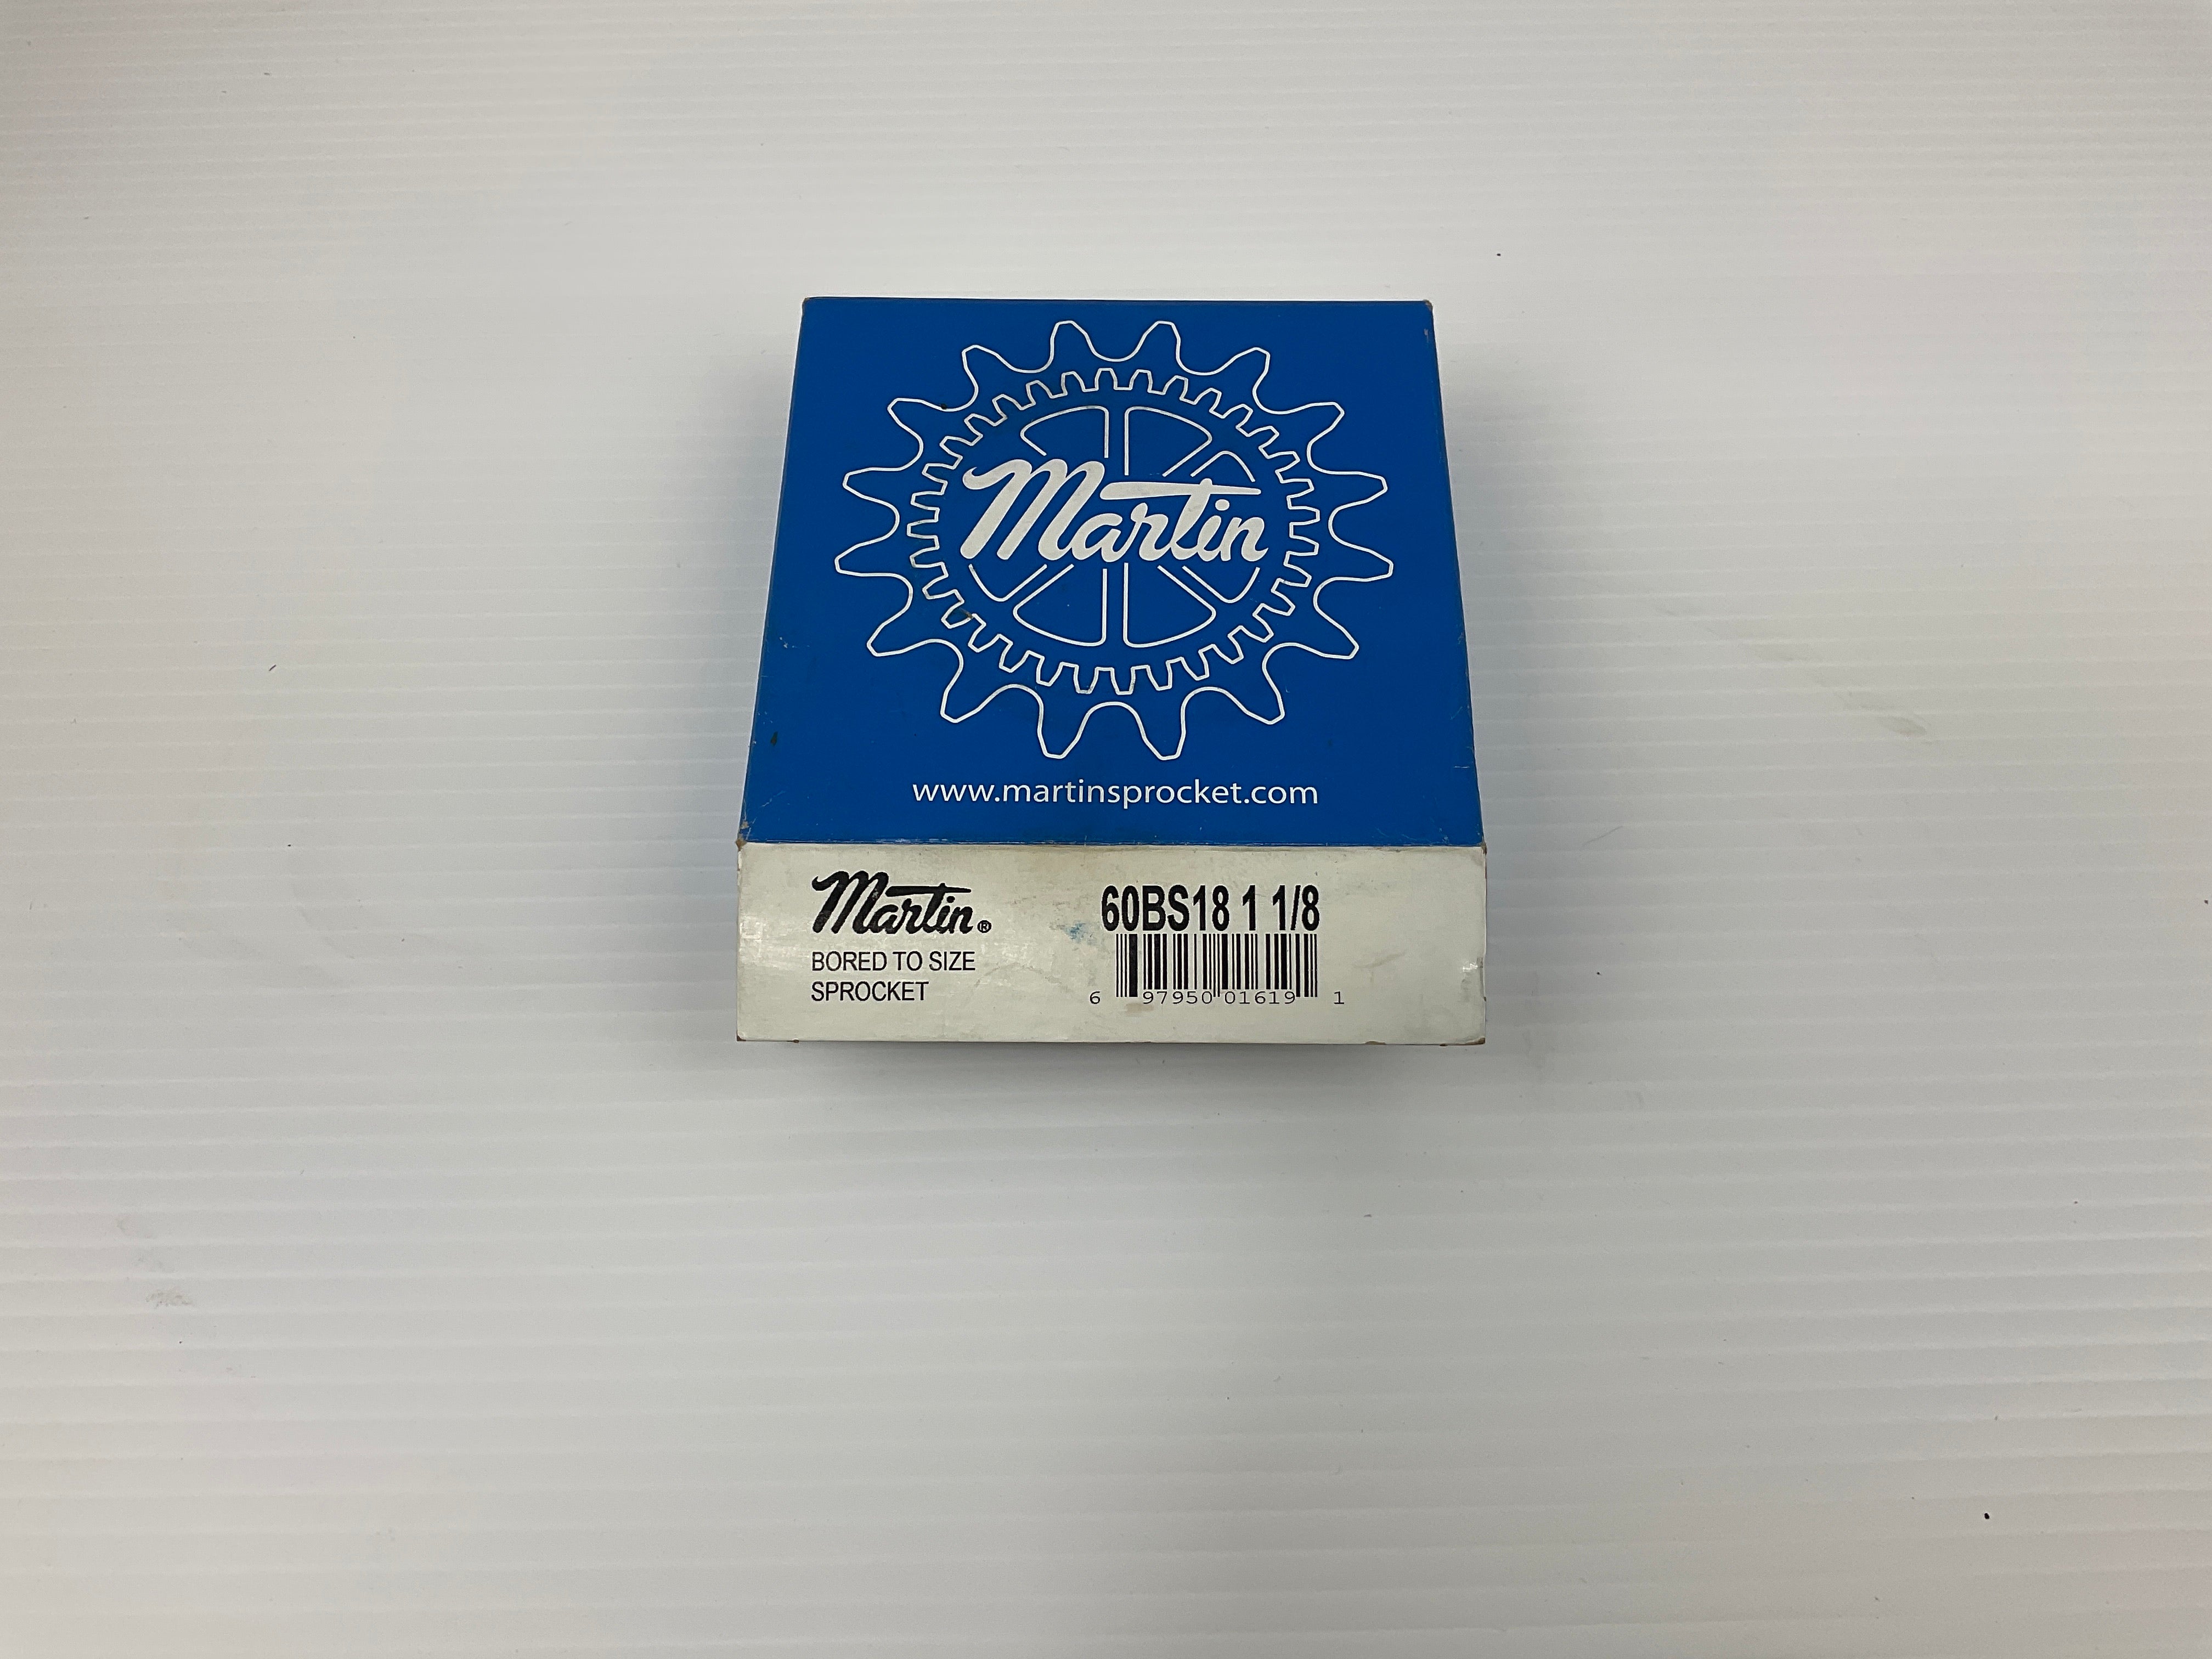 Martin
www.martinsprocket.com
Martin®
BORED TO SIZE
SPROCKET
60BS18 1 1/8
6 97950 01619 1